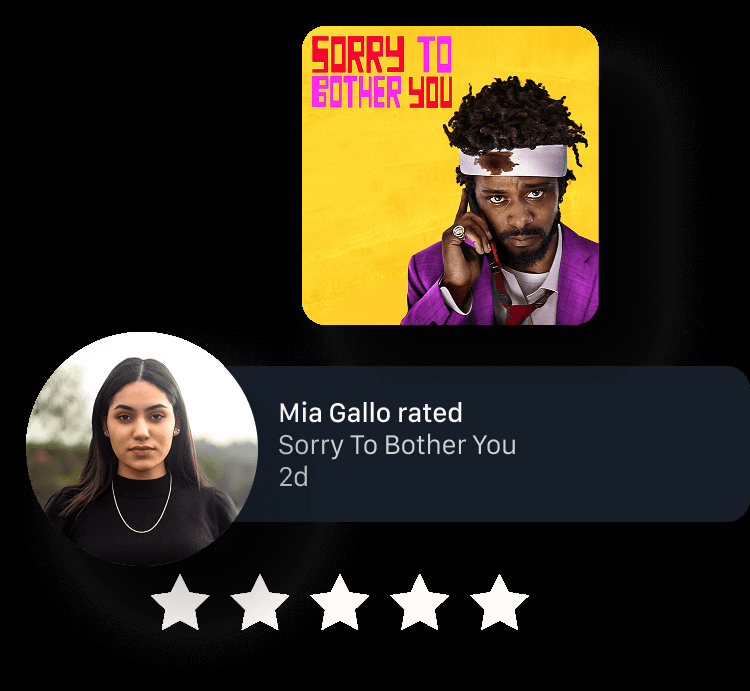 SORRY TO
BOTHER YOU
Mia Gallo rated
Sorry To Bother You
2d